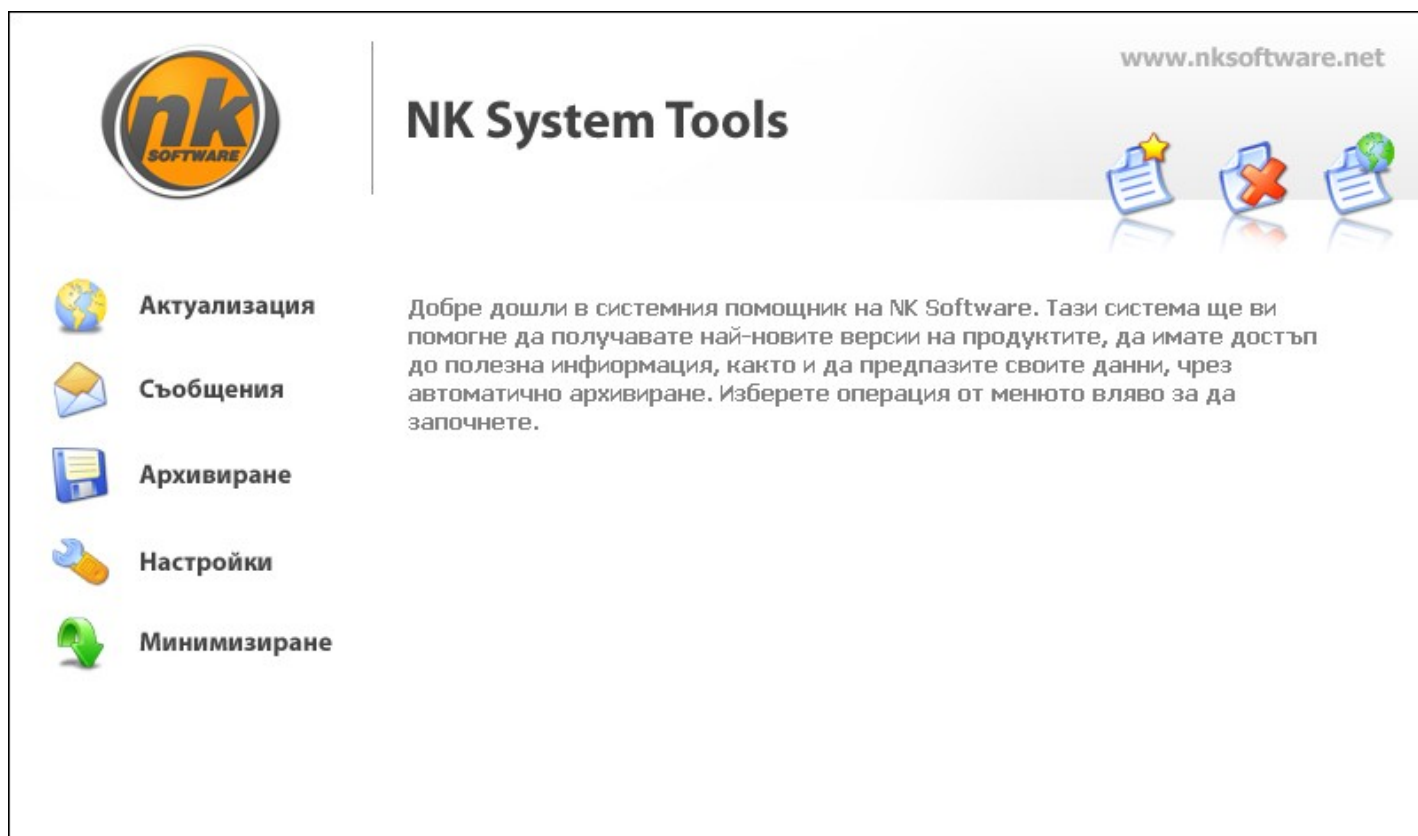 nk
SOFTWARE
NK System Tools
www.nksoftware.net
Актуализация
Съобщения
Архивиране
Настройки
Минимизиране
Добре дошли в системния помощник на NK Software. Тази система ще ви
помогне да получавате най-новите версии на продуктите, да имате достъп
до полезна инфиормация, както и да предпазите своите данни, чрез
автоматично архивиране. Изберете операция от менюто вляво за да
започнете.